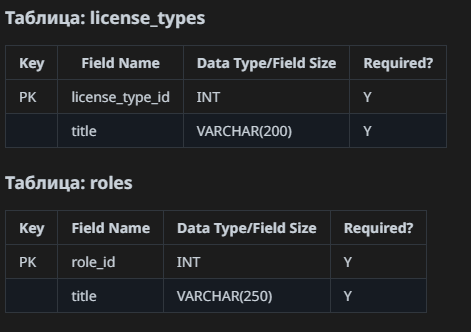 Таблица: license_types
Key Field Name Data Type/Field Size Required?
PK license_type_id INT Y
title VARCHAR(200) Y
Таблица: roles
Key Field Name Data Type/Field Size Required?
PK role_id INT Y
title VARCHAR(250) Y